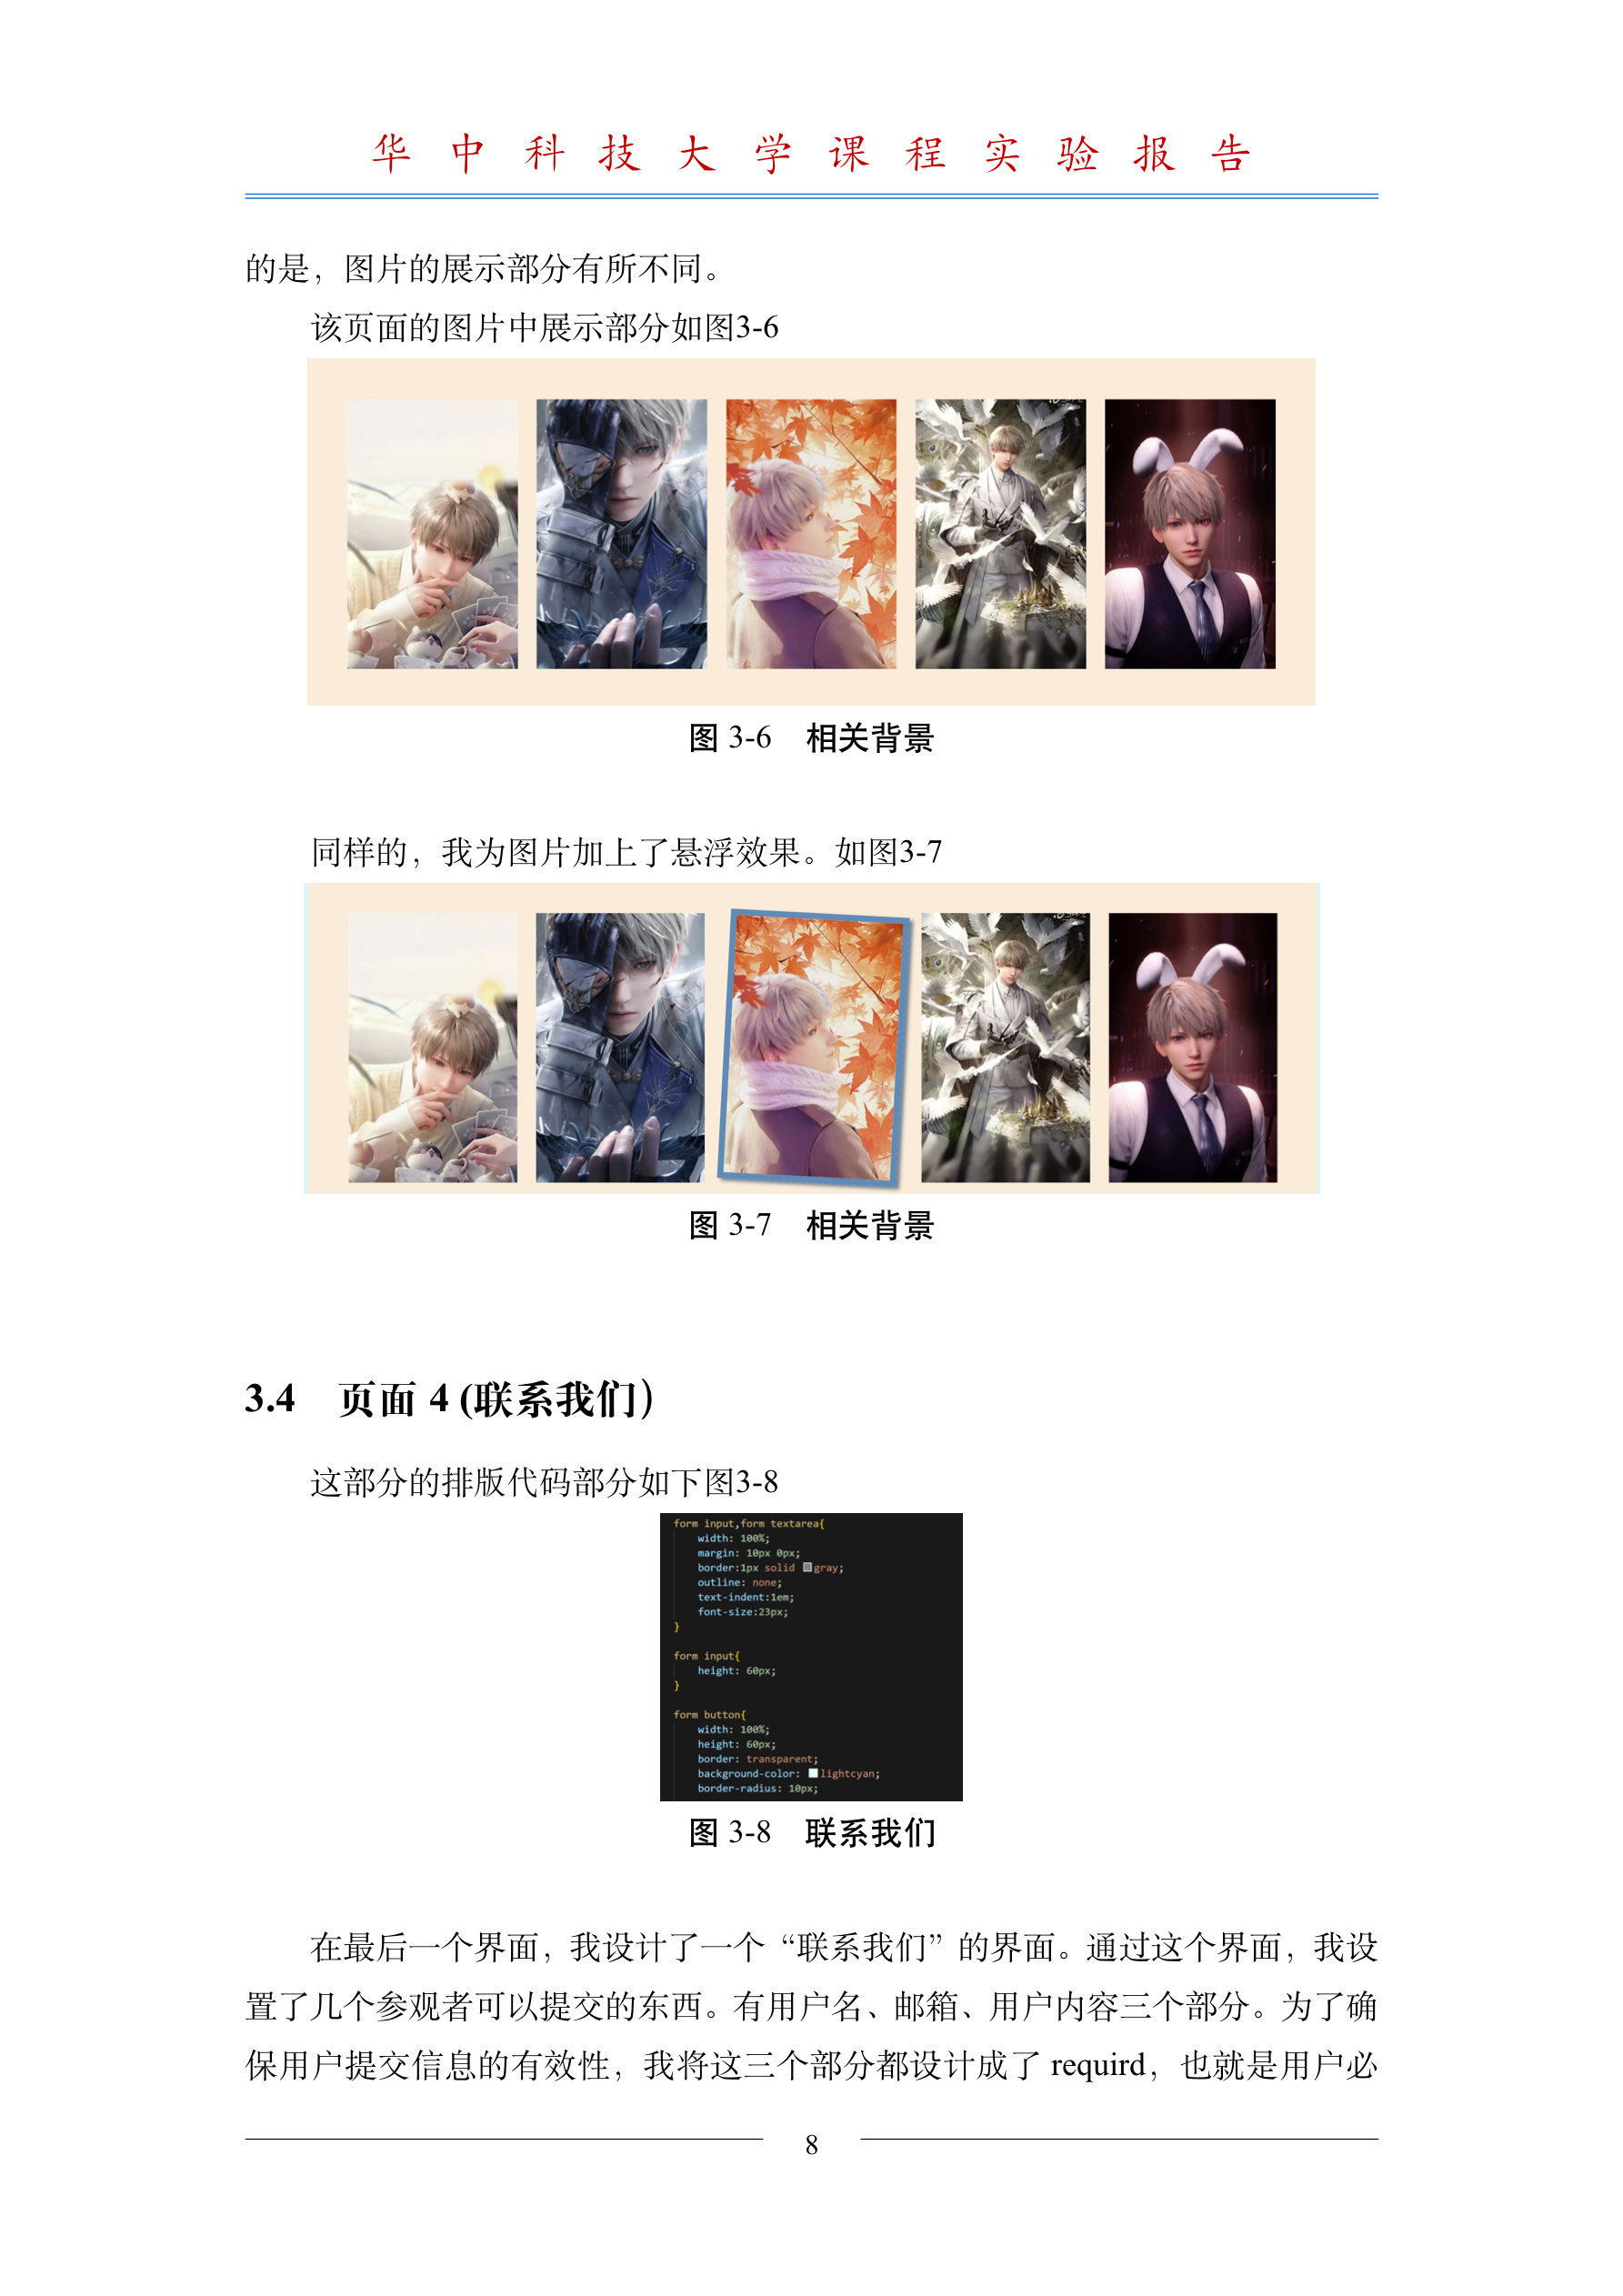 华中科技大学课程实验报告
的是，图片的展示部分有所不同。
该页面的图片中展示部分如图3-6
图 3-6 相关背景
同样的，我为图片加上了悬浮效果。如图3-7
图 3-7 相关背景
3.4 页面 4 (联系我们）
这部分的排版代码部分如下图3-8
form input,form textarea{
width: 100%;
margin: 10px 0px;
border:1px solid gray;
outline: none;
text-indent:1em;
font-size:23px;
}
form input{
height: 60px;
}
form button{
width: 100%;
height: 60px;
border: transparent;
background-color: lightcyan;
border-radius: 10px;
图 3-8 联系我们
在最后一个界面，我设计了一个“联系我们”的界面。通过这个界面，我设
置了几个参观者可以提交的东西。有用户名、邮箱、用户内容三个部分。为了确
保用户提交信息的有效性，我将这三个部分都设计成了 requird，也就是用户必
8